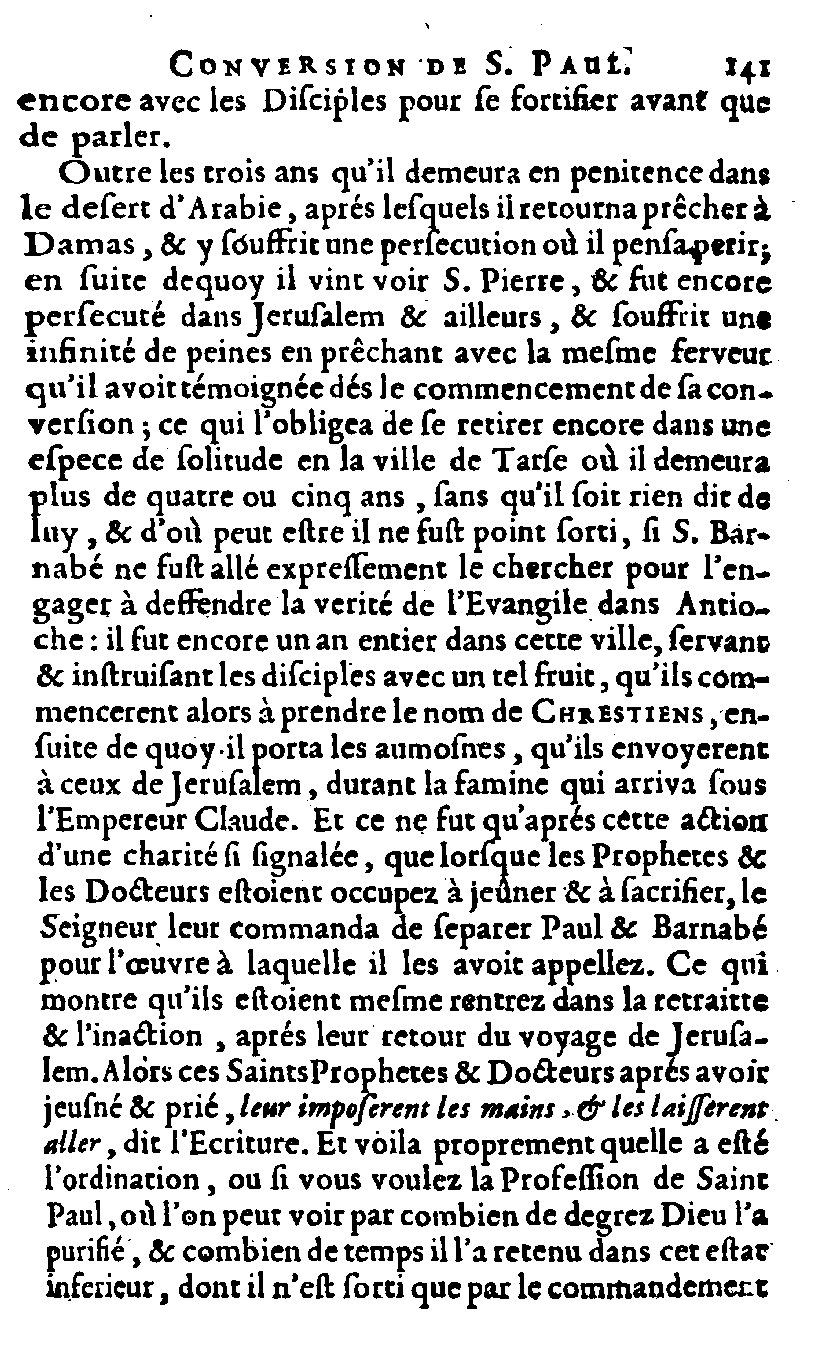 CONVERSION DE S. PAUL. 141
encore avec les Diſciples pour ſe fortifier avant que
de parler.
Outre les trois ans qu'il demeura en penitence dans
le deſert d'Arabie, aprés leſquels il retourna prêcher à
Damas, & y ſouffrit une perſecution où il penſa perir;
en ſuite dequoy il vint voir S. Pierre, & fut encore
perſecuté dans Jeruſalem & ailleurs, & ſouffrit une
infinité de peines en prêchant avec la meſme ferveur
qu'il avoit témoignée dés le commencement de ſa con-
verſion; ce qui l'obligea de ſe retirer encore dans une
eſpece de ſolitude en la ville de Tarſe où il demeura
plus de quatre ou cinq ans, ſans qu'il ſoit rien dit de
luy, & d'où peut eſtre il ne fuſt point ſorti, ſi S. Bar-
nabé ne fuſt allé expreſſement le chercher pour l'en-
gager à deffendre la verité de l'Evangile dans Antio-
che: il fut encore un an entier dans cette ville, ſervant
& inſtruiſant les diſciples avec un tel fruit, qu'ils com-
mencerent alors à prendre le nom de CHRESTIENS, en-
ſuite de quoy il porta les aumoſnes, qu'ils envoyerent
à ceux de Jeruſalem, durant la famine qui arriva ſous
l'Empereur Claude. Et ce ne fut qu'aprés cette action
d'une charité ſi ſignalée, que lorſque les Prophetes &
les Docteurs eſtoient occupez à jeûner & à ſacrifier, le
Seigneur leur commanda de ſeparer Paul & Barnabé
pour l'œuvre à laquelle il les avoit appellez. Ce qui
montre qu'ils eſtoient meſme rentrez dans la retraitte
& l'inaction, aprés leur retour du voyage de Jeruſa-
lem. Alors ces Saints Prophetes & Docteurs aprés avoir
jeuſné & prié, leur impoſerent les mains, & les laiſſerent
aller, dit l'Ecriture. Et voila proprement quelle a eſté
l'ordination, ou ſi vous voulez la Profeſſion de Saint
Paul, où l'on peut voir par combien de degrez Dieu l'a
purifié, & combien de temps il l'a retenu dans cet eſtat
inferieur, dont il n'eſt ſorti que par le commandement